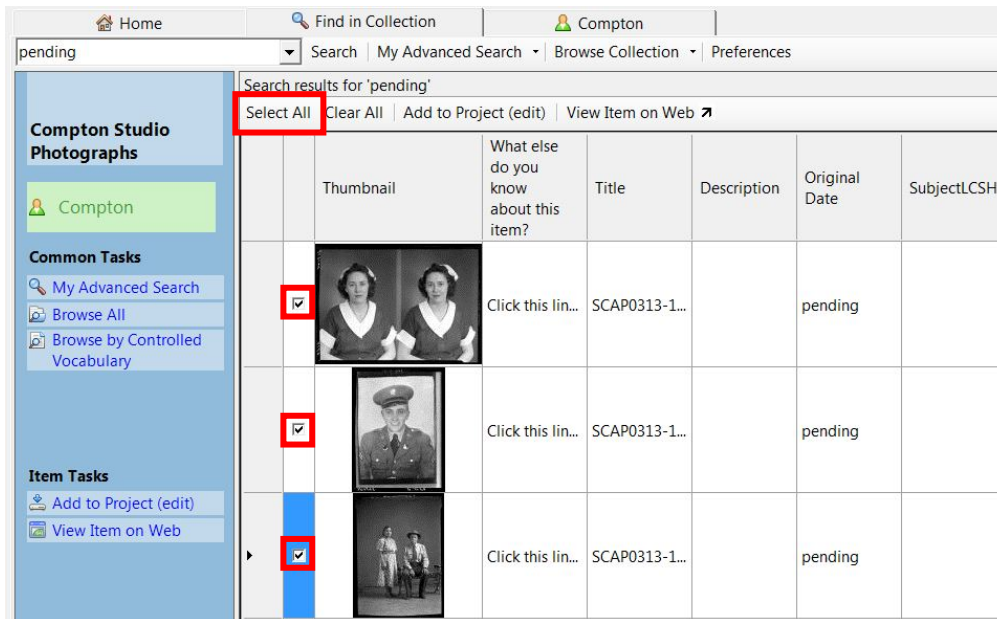 Home
Find in Collection
Compton
pending
Search
My Advanced Search
Browse Collection
Preferences
Compton Studio
Photographs
Compton
Common Tasks
My Advanced Search
Browse All
Browse by Controlled
Vocabulary
Item Tasks
Add to Project (edit)
View Item on Web
Search results for 'pending'
Select All
Clear All
Add to Project (edit)
View Item on Web
Thumbnail
What else
do you
know
about this
item?
Title
Description
Original
Date
SubjectLCSH
Click this lin...
SCAP0313-1...
pending
Click this lin...
SCAP0313-1...
pending
Click this lin...
SCAP0313-1...
pending